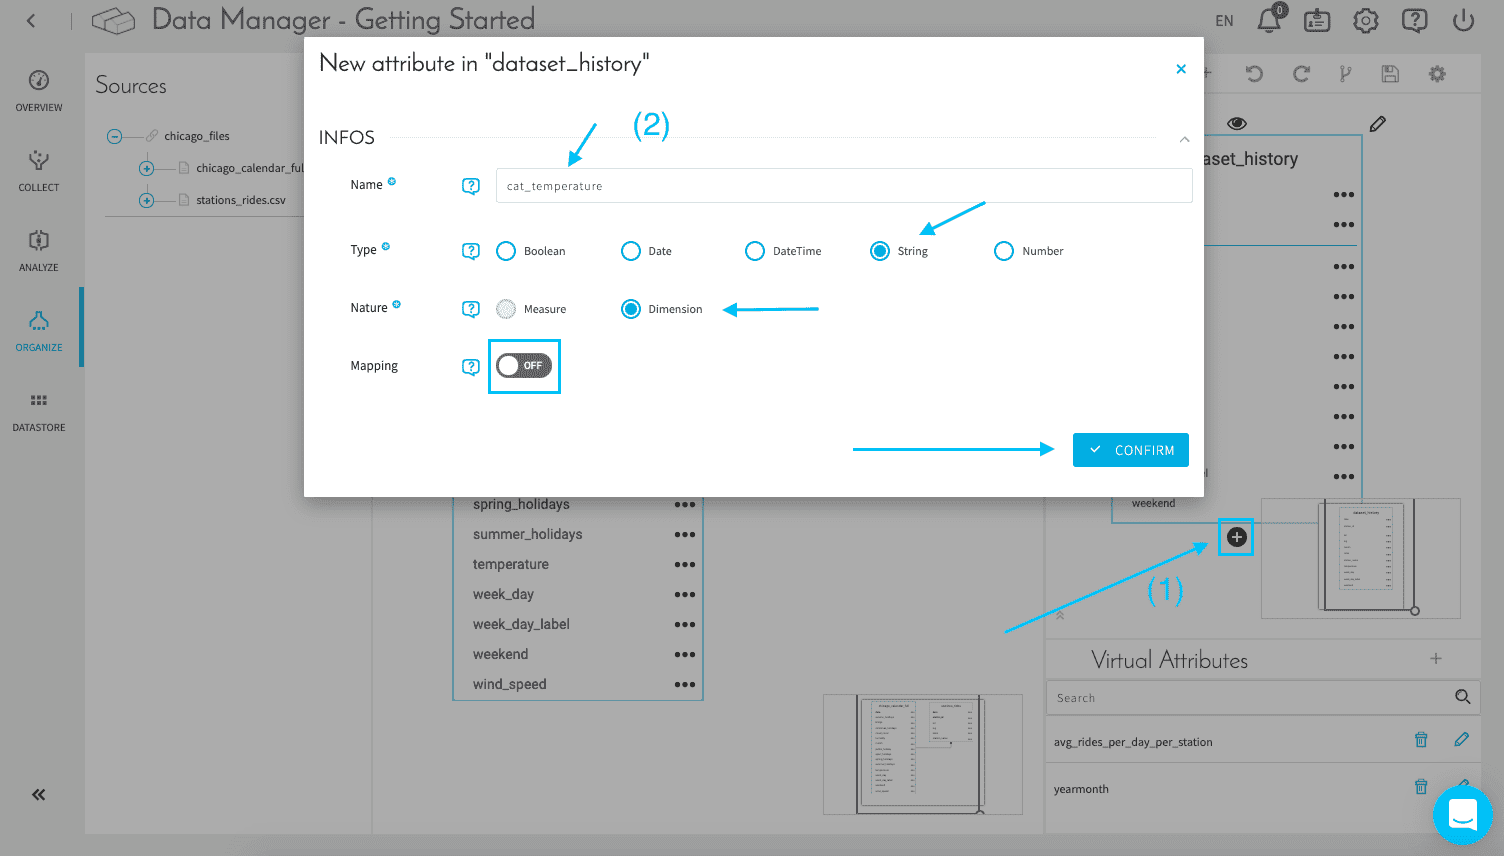 Data Manager - Getting Started
EN
0
OVERVIEW
COLLECT
ANALYZE
ORGANIZE
DATASTORE
Sources
chicago_files
chicago_calendar_ful
stations_rides.csv
New attribute in "dataset_history"
INFOS
(2)
Name
cat_temperature
Type
Boolean
Date
DateTime
String
Number
Nature
Measure
Dimension
Mapping
OFF
CONFIRM
spring_holidays
summer_holidays
temperature
week_day
week_day_label
weekend
wind_speed
aset_history
el
weekend
(1)
Virtual Attributes
Search
avg_rides_per_day_per_station
yearmonth